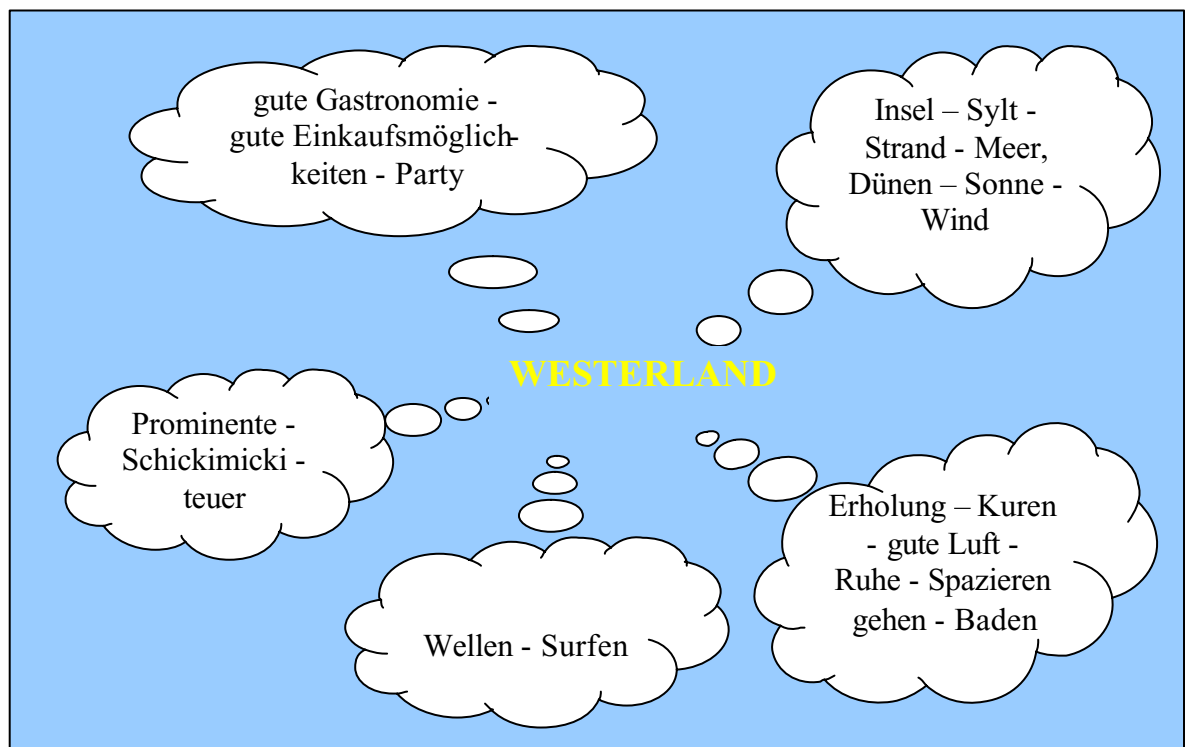 gute Gastronomie -
gute Einkaufsmöglich-
keiten - Party
Insel – Sylt -
Strand - Meer,
Dünen – Sonne -
Wind
WESTERLAND
Prominente -
Schickimicki -
teuer
Wellen - Surfen
Erholung – Kuren
- gute Luft -
Ruhe - Spazieren
gehen - Baden